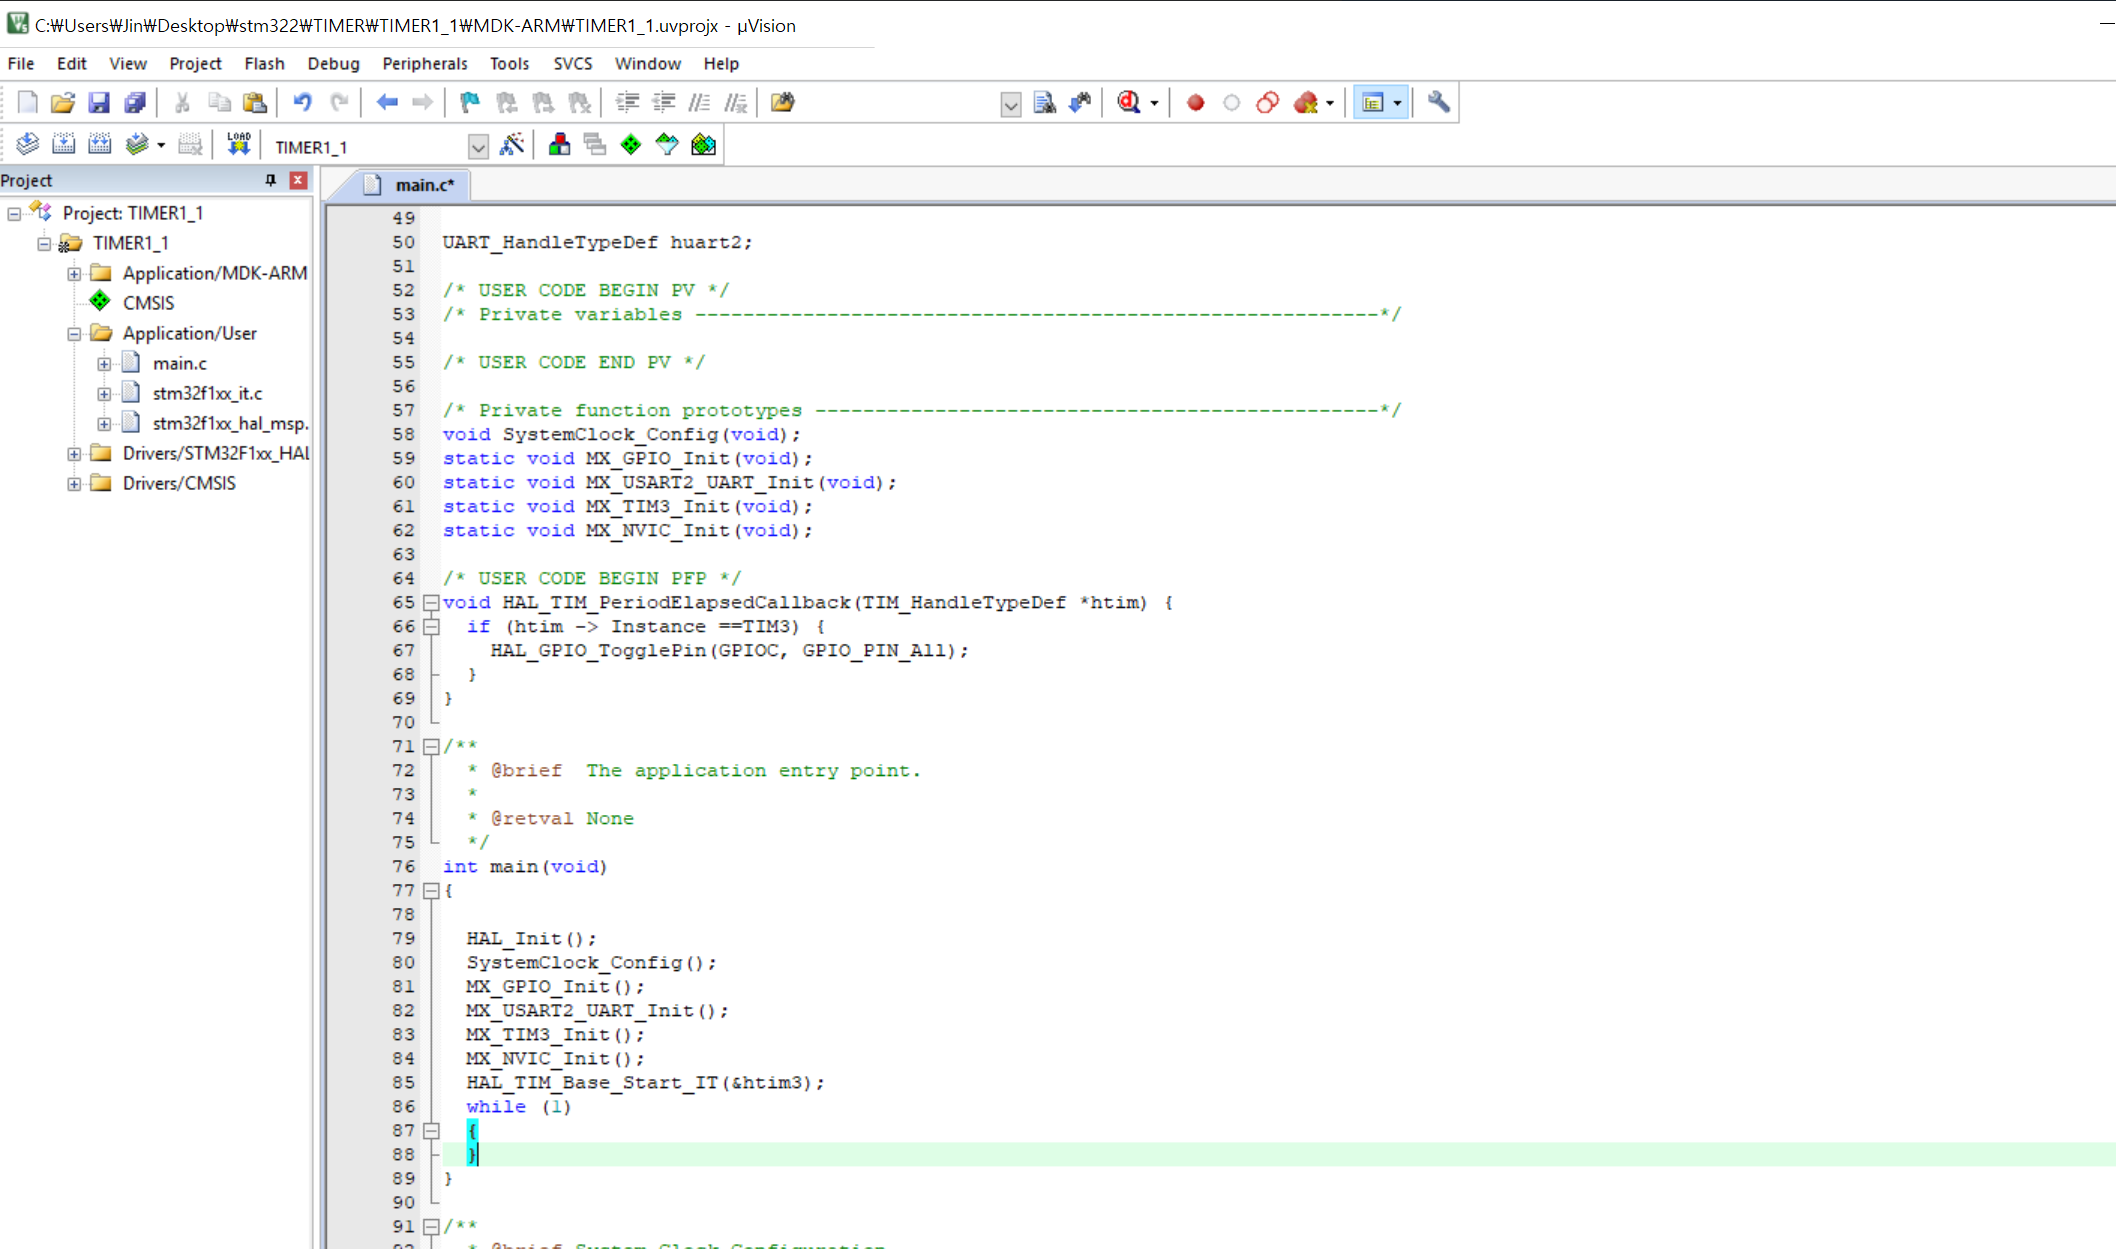 C:₩Users₩Jin₩Desktop₩stm322₩TIMER₩TIMER1_1₩MDK-ARM₩TIMER1_1.uvprojx - µVision
File Edit View Project Flash Debug Peripherals Tools SVCS Window Help
LOAD
TIMER1_1
Project
Project: TIMER1_1
TIMER1_1
Application/MDK-ARM
CMSIS
Application/User
main.c
stm32f1xx_it.c
stm32f1xx_hal_msp.
Drivers/STM32F1xx_HAL
Drivers/CMSIS
main.c*
49
50 UART_HandleTypeDef huart2;
51
52 /* USER CODE BEGIN PV */
53 /* Private variables ---------------------------------------------------------*/
54
55 /* USER CODE END PV */
56
57 /* Private function prototypes -----------------------------------------------*/
58 void SystemClock_Config(void);
59 static void MX_GPIO_Init(void);
60 static void MX_USART2_UART_Init(void);
61 static void MX_TIM3_Init(void);
62 static void MX_NVIC_Init(void);
63
64 /* USER CODE BEGIN PFP */
65 void HAL_TIM_PeriodElapsedCallback(TIM_HandleTypeDef *htim) {
66 if (htim -> Instance ==TIM3) {
67 HAL_GPIO_TogglePin(GPIOC, GPIO_PIN_All);
68 }
69 }
70
71 /**
72 * @brief  The application entry point.
73 *
74 * @retval None
75 */
76 int main(void)
77 {
78
79 HAL_Init();
80 SystemClock_Config();
81 MX_GPIO_Init();
82 MX_USART2_UART_Init();
83 MX_TIM3_Init();
84 MX_NVIC_Init();
85 HAL_TIM_Base_Start_IT(&htim3);
86 while (1)
87 {
88 }
89 }
90
91 /**
92 * @brief System Clock Configuration